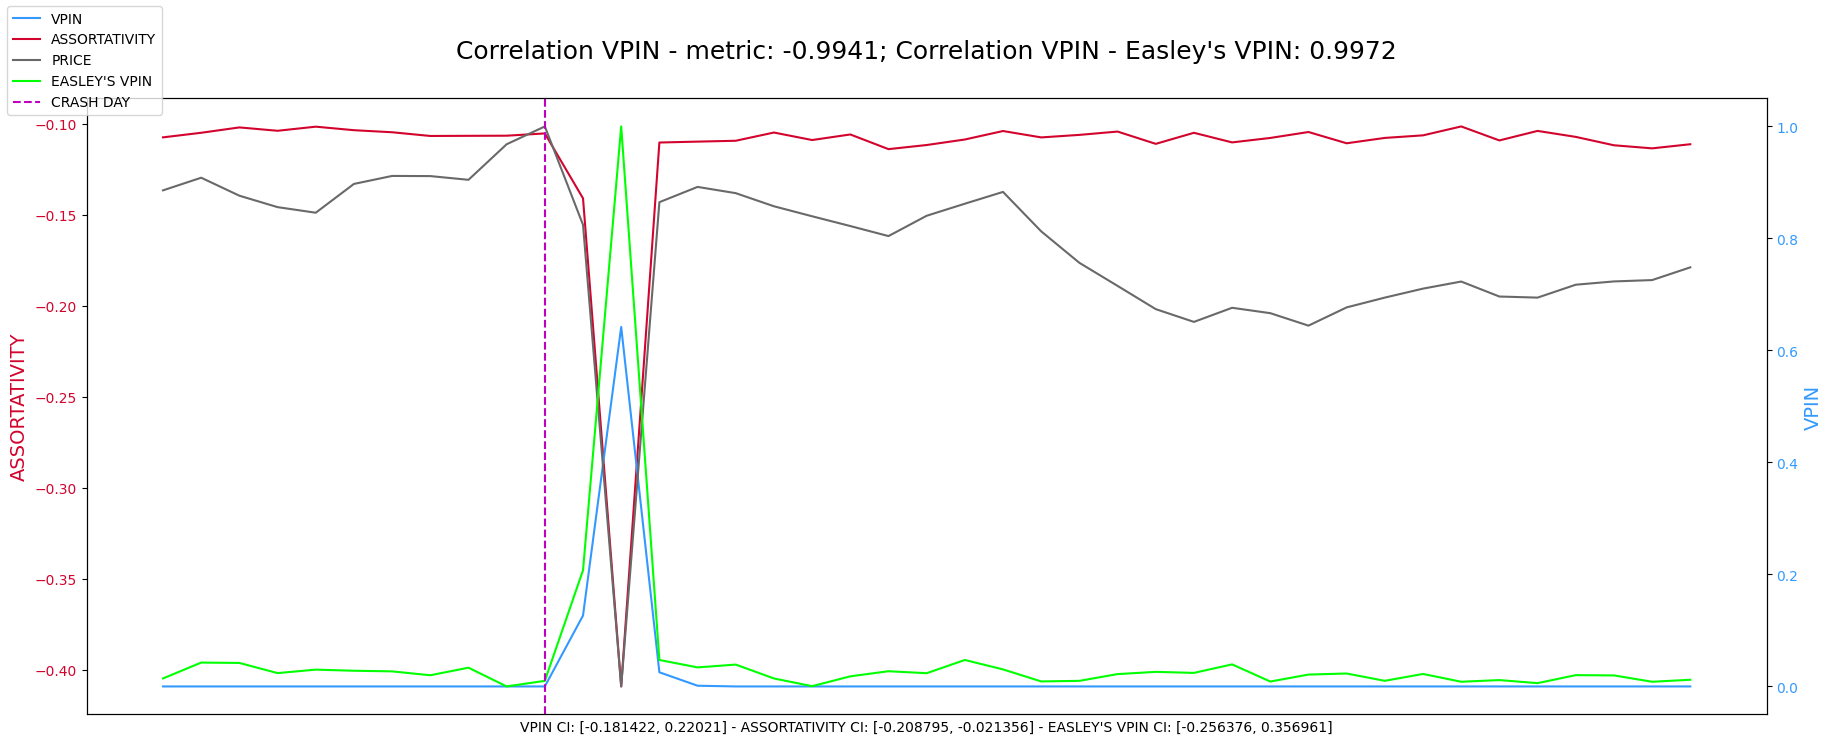 VPIN
ASSORTATIVITY
PRICE
EASLEY'S VPIN
CRASH DAY
Correlation VPIN - metric: -0.9941; Correlation VPIN - Easley's VPIN: 0.9972
ASSORTATIVITY
−0.10
−0.15
−0.20
−0.25
−0.30
−0.35
−0.40
1.0
0.8
0.6
0.4
0.2
0.0
VPIN
VPIN CI: [-0.181422, 0.22021] - ASSORTATIVITY CI: [-0.208795, -0.021356] - EASLEY'S VPIN CI: [-0.256376, 0.356961]